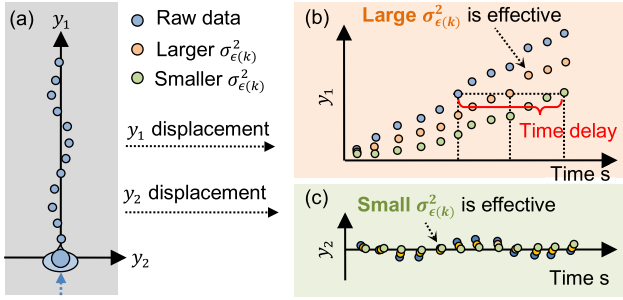 (a)
y₁
Raw data
Larger σ²ϵ(k)
Smaller σ²ϵ(k)
y₁ displacement
y₂ displacement
y₂
(b)
Large σ²ϵ(k) is effective
y₁
Time delay
Time s
(c)
Small σ²ϵ(k) is effective
y₂
Time s